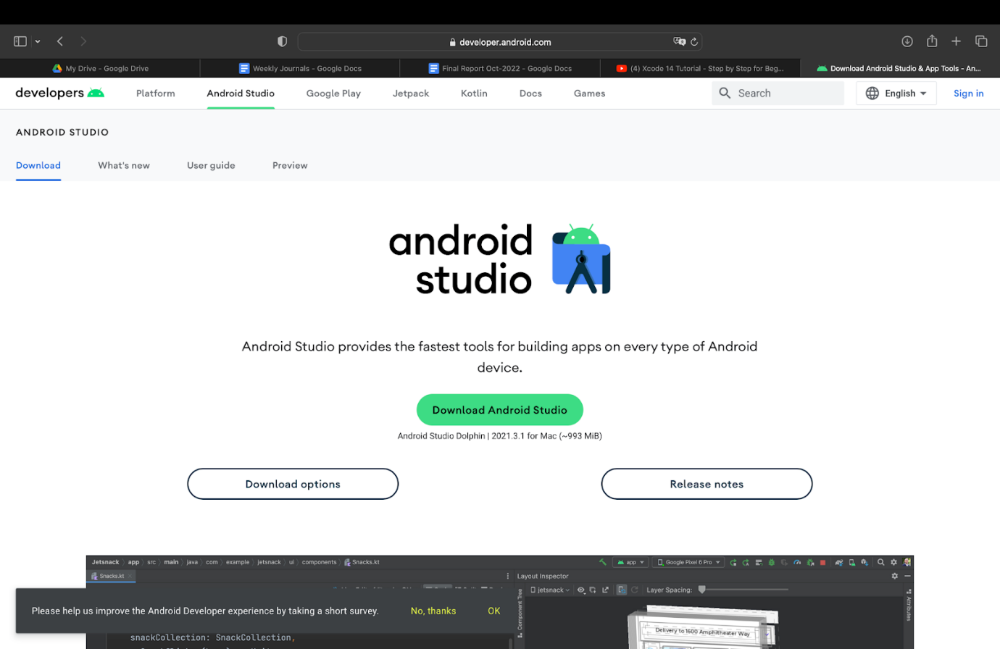 developer.android.com
My Drive - Google Drive
Weekly Journals - Google Docs
Final Report Oct-2022 - Google Docs
(4) Xcode 14 Tutorial - Step by Step for Beg...
Download Android Studio & App Tools - An...
developers
Platform
Android Studio
Google Play
Jetpack
Kotlin
Docs
Games
Search
English
Sign in
ANDROID STUDIO
Download
What's new
User guide
Preview
android
studio
Android Studio provides the fastest tools for building apps on every type of Android
device.
Download Android Studio
Android Studio Dolphin | 2021.3.1 for Mac (~993 MiB)
Download options
Release notes
Jetsnack app src main java com example jetsnack ui components Snacks.kt
app
Google Pixel 6 Pro
Snacks.kt
Layout Inspector
jetsnack
Layer Spacing:
Component Tree
Attributes
Please help us improve the Android Developer experience by taking a short survey.
No, thanks
OK
Delivery to 1600 Amphitheater Way
snackCollection: SnackCollection,